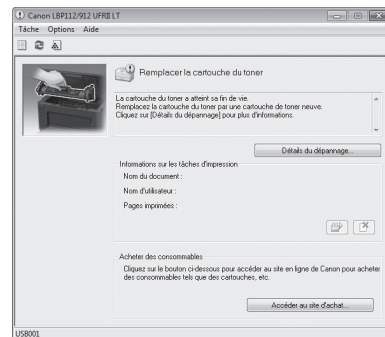 Canon LBP112/912 UFRII LT
Tâche Options Aide
Remplacer la cartouche du toner
La cartouche du toner a atteint sa fin de vie.
Remplacez la cartouche du toner par une cartouche de toner neuve.
Cliquez sur [Détails du dépannage] pour plus d'informations.
Détails du dépannage...
Informations sur les tâches d'impression
Nom du document :
Nom d'utilisateur :
Pages imprimées :
Acheter des consommables
Cliquez sur le bouton ci-dessous pour accéder au site en ligne de Canon pour acheter
des consommables tels que des cartouches, etc.
Accéder au site d'achat...
USB001